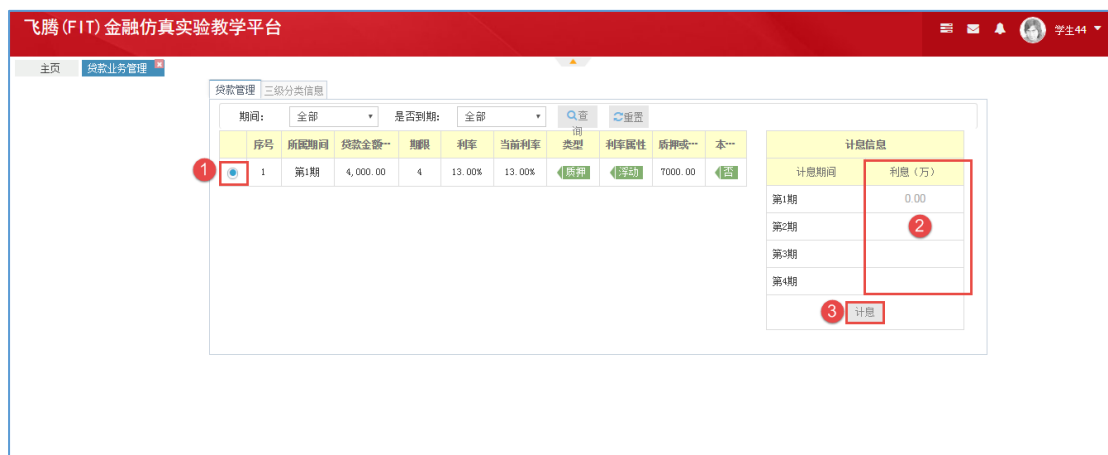 飞腾(FIT)金融仿真实验教学平台
学生44
主页 贷款业务管理
贷款管理 三级分类信息
期间: 全部 是否到期: 全部 查询 重置
序号 所属期间 贷款金额… 期限 利率 当前利率 类型 利率属性 质押或… 本…
1 1 第1期 4,000.00 4 13.00% 13.00% 质押 浮动 7000.00 否
计息信息
计息期间 利息（万）
第1期 0.00
第2期 2
第3期
第4期
3 计息